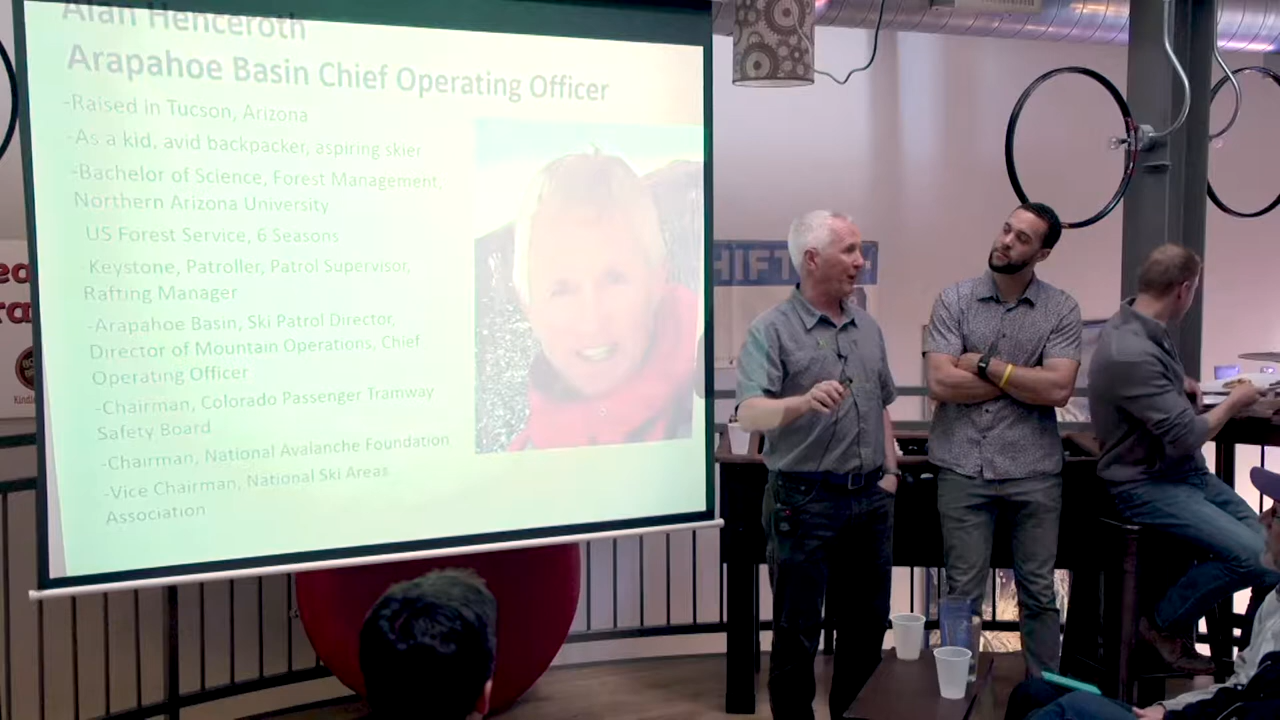 Alan Henceroth
Arapahoe Basin Chief Operating Officer
-Raised in Tucson, Arizona
-As a kid, avid backpacker, aspiring skier
-Bachelor of Science, Forest Management,
Northern Arizona University
US Forest Service, 6 Seasons
-Keystone, Patroller, Patrol Supervisor,
Rafting Manager
-Arapahoe Basin, Ski Patrol Director,
Director of Mountain Operations, Chief
Operating Officer
-Chairman, Colorado Passenger Tramway
Safety Board
-Chairman, National Avalanche Foundation
-Vice Chairman, National Ski Areas
Association
HIFT